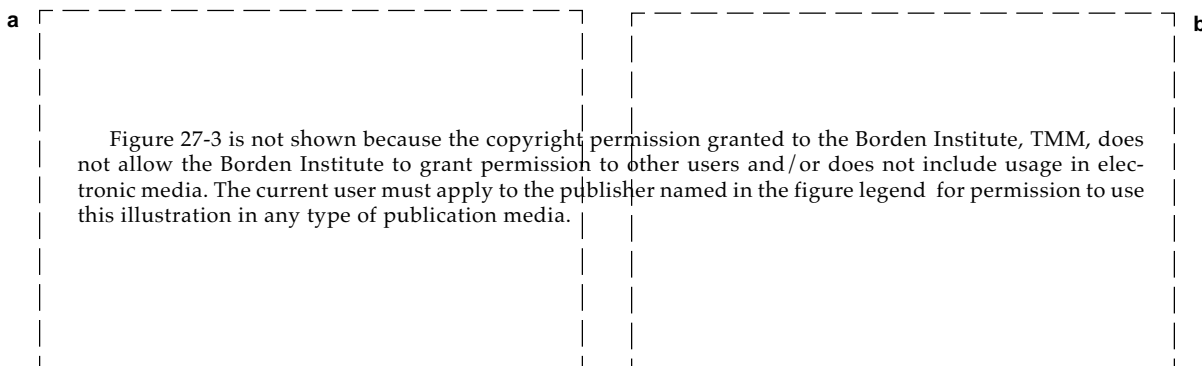 a
b
Figure 27-3 is not shown because the copyright permission granted to the Borden Institute, TMM, does
not allow the Borden Institute to grant permission to other users and/or does not include usage in elec-
tronic media. The current user must apply to the publisher named in the figure legend for permission to use
this illustration in any type of publication media.